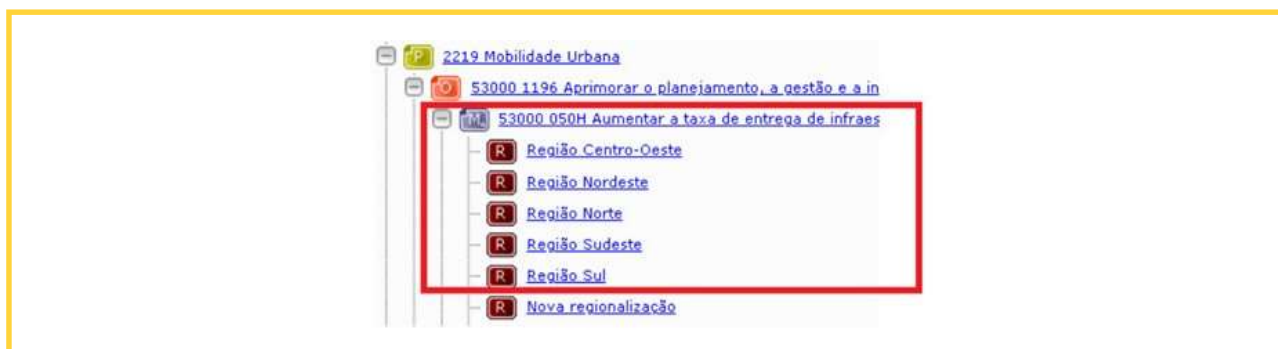 P 2219 Mobilidade Urbana
O 53000 1196 Aprimorar o planejamento, a gestão e a in
M 53000 050H Aumentar a taxa de entrega de infraes
R Região Centro-Oeste
R Região Nordeste
R Região Norte
R Região Sudeste
R Região Sul
R Nova regionalização